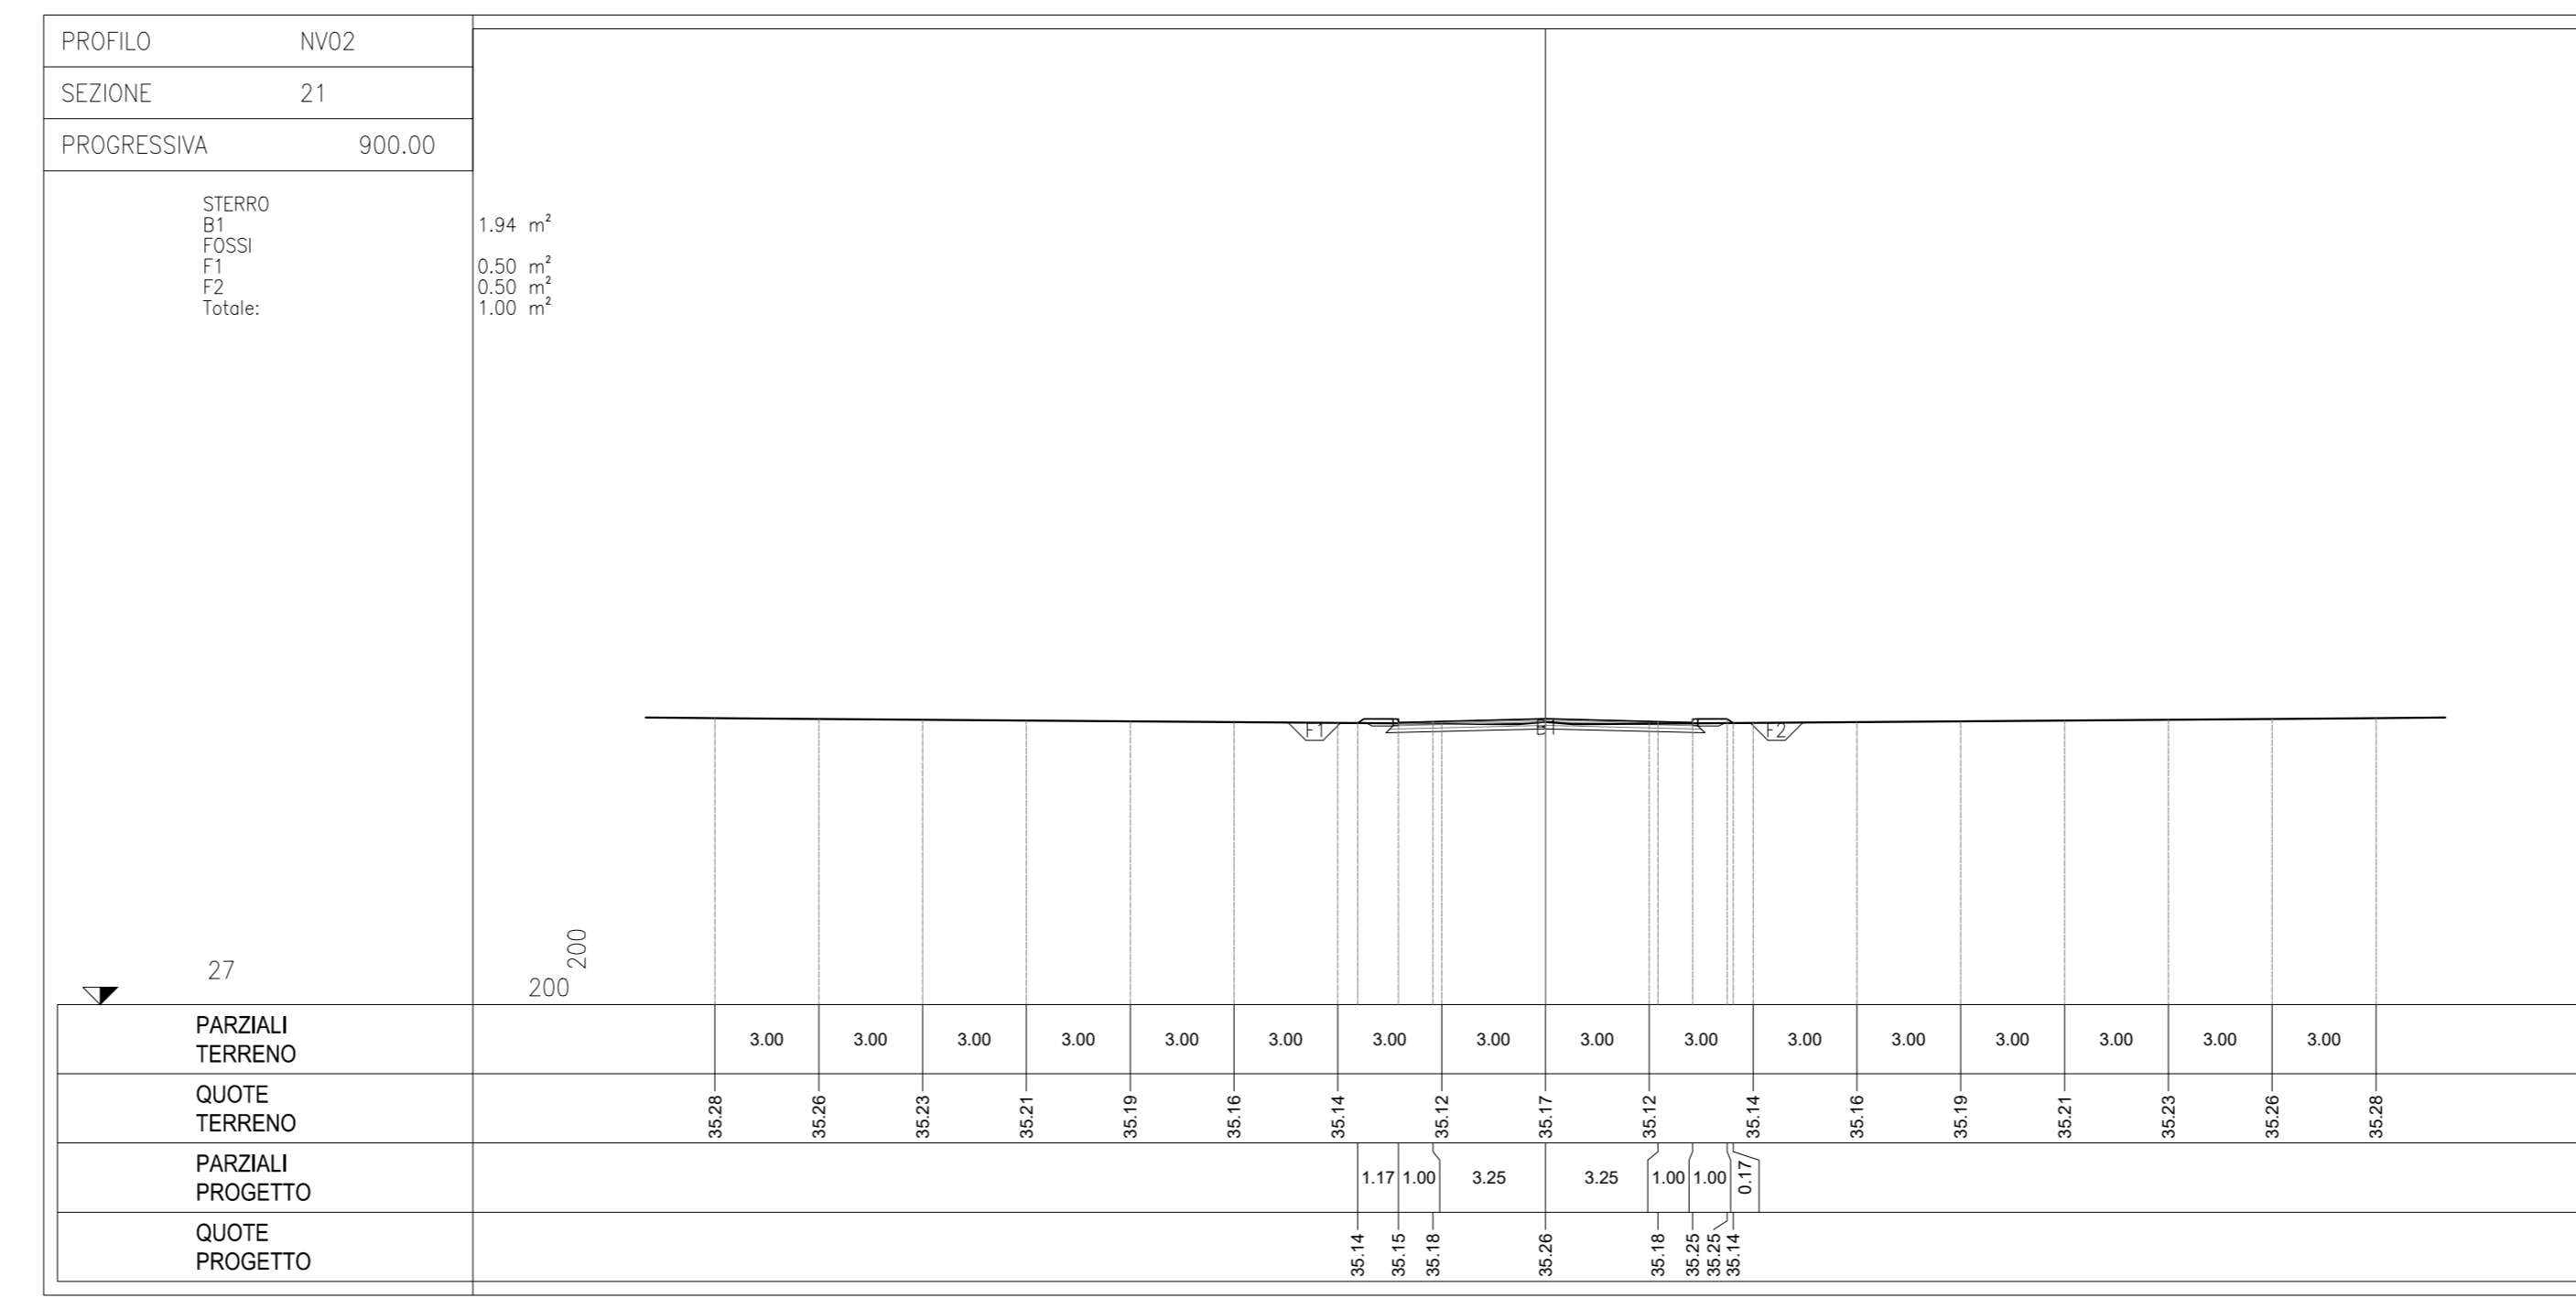 PROFILO NV02
SEZIONE 21
PROGRESSIVA 900.00
STERRO
B1 1.94 m²
FOSSI
F1 0.50 m²
F2 0.50 m²
Totale: 1.00 m²
F1 B1 F2
27
200
200
PARZIALI
TERRENO
3.00 3.00 3.00 3.00 3.00 3.00 3.00 3.00 3.00 3.00 3.00 3.00 3.00 3.00 3.00 3.00
QUOTE
TERRENO
35.28 35.26 35.23 35.21 35.19 35.16 35.14 35.12 35.17 35.12 35.14 35.16 35.19 35.21 35.23 35.26 35.28
PARZIALI
PROGETTO
1.17 1.00 3.25 3.25 1.00 1.00 0.17
QUOTE
PROGETTO
35.14 35.15 35.18 35.26 35.18 35.25 35.25 35.14